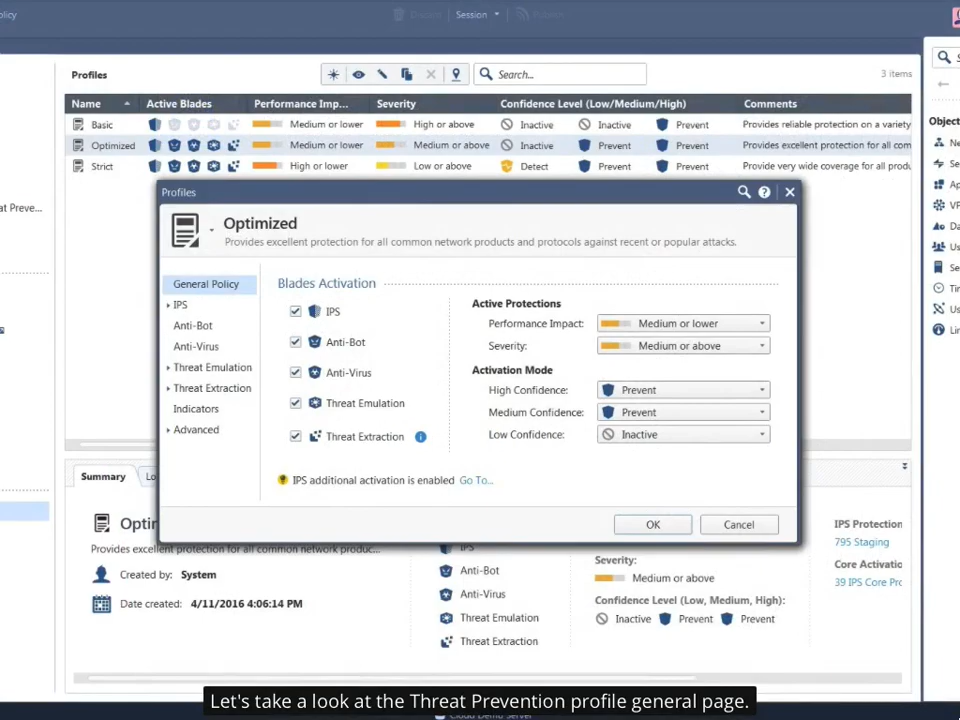 olicy
Session
Profiles
Search...
3 items
Name
Active Blades
Performance Imp...
Severity
Confidence Level (Low/Medium/High)
Comments
Basic
Medium or lower
High or above
Inactive
Inactive
Prevent
Provides reliable protection on a variety
Optimized
Medium or lower
Medium or above
Inactive
Prevent
Prevent
Provides excellent protection for all com
Strict
High or lower
Low or above
Detect
Prevent
Prevent
Provide very wide coverage for all produ
Object
at Preve...
Profiles
Optimized
Provides excellent protection for all common network products and protocols against recent or popular attacks.
General Policy
IPS
Anti-Bot
Anti-Virus
Threat Emulation
Threat Extraction
Indicators
Advanced
Blades Activation
IPS
Anti-Bot
Anti-Virus
Threat Emulation
Threat Extraction
Active Protections
Performance Impact: Medium or lower
Severity: Medium or above
Activation Mode
High Confidence: Prevent
Medium Confidence: Prevent
Low Confidence: Inactive
IPS additional activation is enabled Go To...
OK
Cancel
Summary
Lo
Optir
Provides excellent protection for all common network produc...
Created by: System
Date created: 4/11/2016 4:06:14 PM
IPS
Anti-Bot
Anti-Virus
Threat Emulation
Threat Extraction
Severity:
Medium or above
Confidence Level (Low, Medium, High):
Inactive
Prevent
Prevent
IPS Protection
795 Staging
Core Activatio
39 IPS Core Prc
Let's take a look at the Threat Prevention profile general page.
Cloud Demo Server